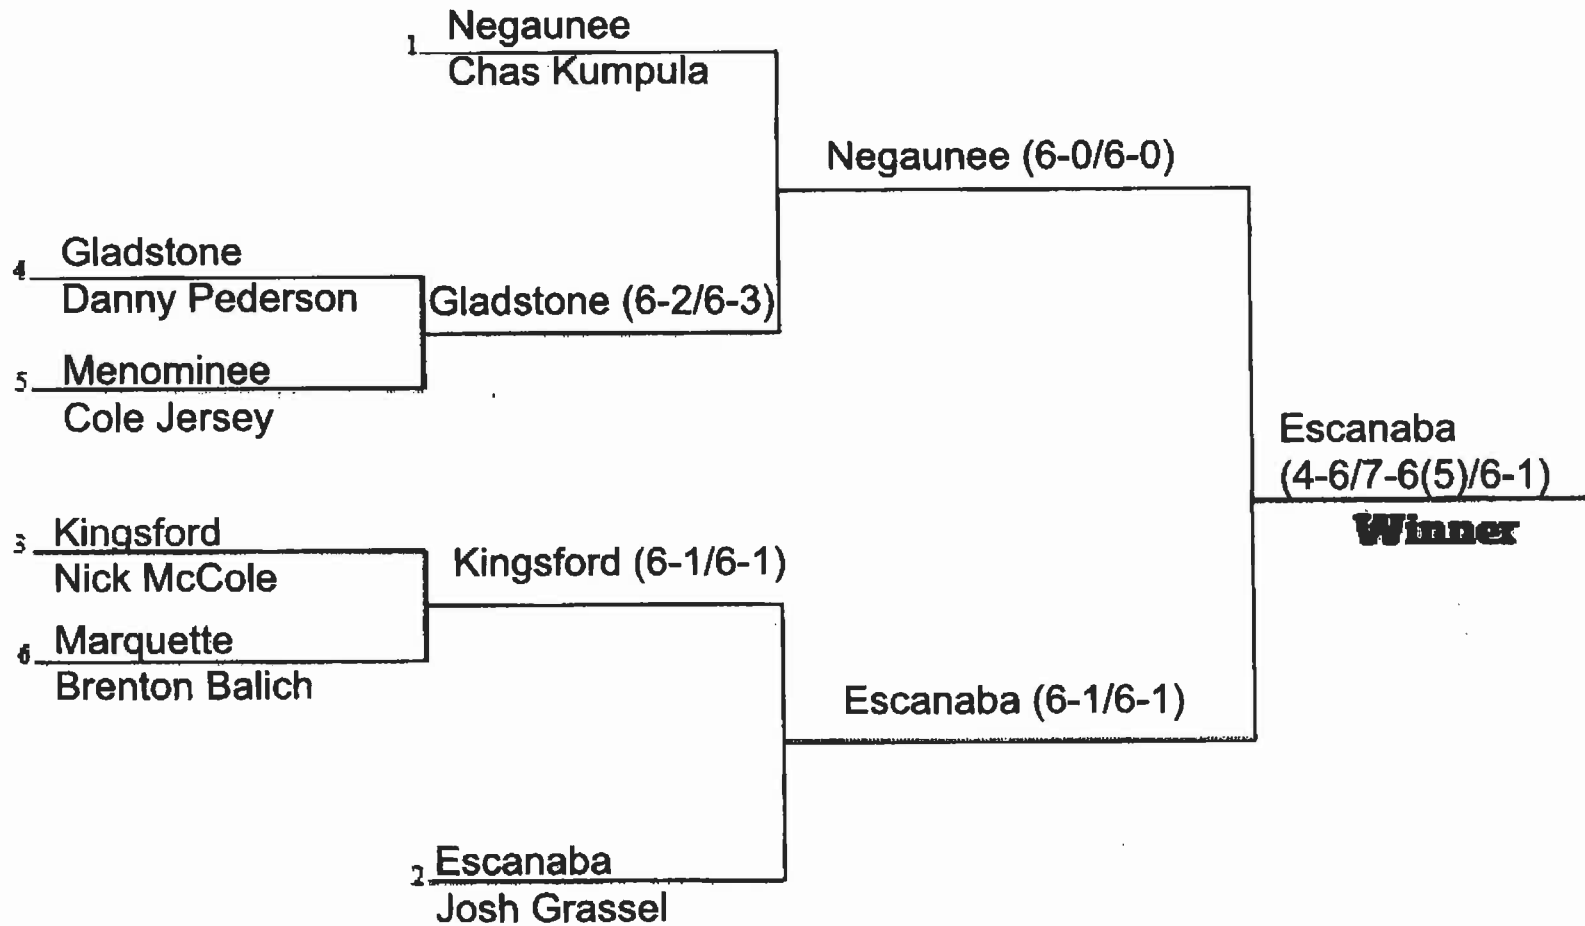 1 Negaunee
Chas Kumpula
Negaunee (6-0/6-0)
4 Gladstone
Danny Pederson
Gladstone (6-2/6-3)
5 Menominee
Cole Jersey
Escanaba
(4-6/7-6(5)/6-1)
Winner
3 Kingsford
Nick McCole
Kingsford (6-1/6-1)
6 Marquette
Brenton Balich
Escanaba (6-1/6-1)
2 Escanaba
Josh Grassel